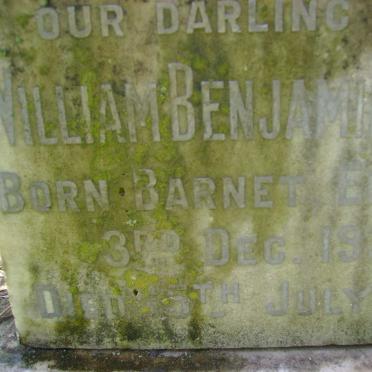 OUR DARLING
WILLIAM BENJAMI
BORN BARNET, E
3RD DEC. 19
DIED 5TH JULY